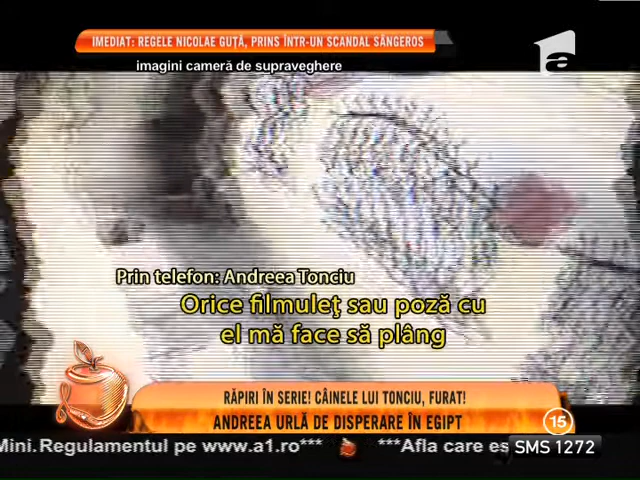 IMEDIAT: REGELE NICOLAE GUȚĂ, PRINS ÎNTR-UN SCANDAL SÂNGEROS
a
imagini cameră de supraveghere
Prin telefon: Andreea Tonciu
Orice filmuleţ sau poză cu
el mă face să plâng
RĂPIRI ÎN SERIE! CÂINELE LUI TONCIU, FURAT!
ANDREEA URLĂ DE DISPERARE ÎN EGIPT
15
Mini.Regulamentul pe www.a1.ro*** ***Afla care es
SMS 1272